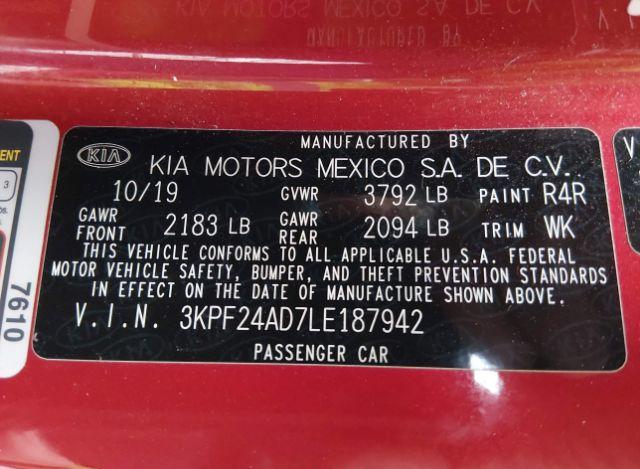 MANUFACTURED BY
KIA KIA MOTORS MEXICO S.A. DE C.V.
10/19 GVWR 3792 LB PAINT R4R
GAWR FRONT 2183 LB GAWR REAR 2094 LB TRIM WK
THIS VEHICLE CONFORMS TO ALL APPLICABLE U.S.A. FEDERAL
MOTOR VEHICLE SAFETY, BUMPER, AND THEFT PREVENTION STANDARDS
IN EFFECT ON THE DATE OF MANUFACTURE SHOWN ABOVE.
V.I.N. 3KPF24AD7LE187942
PASSENGER CAR
ENT
3
7610
V